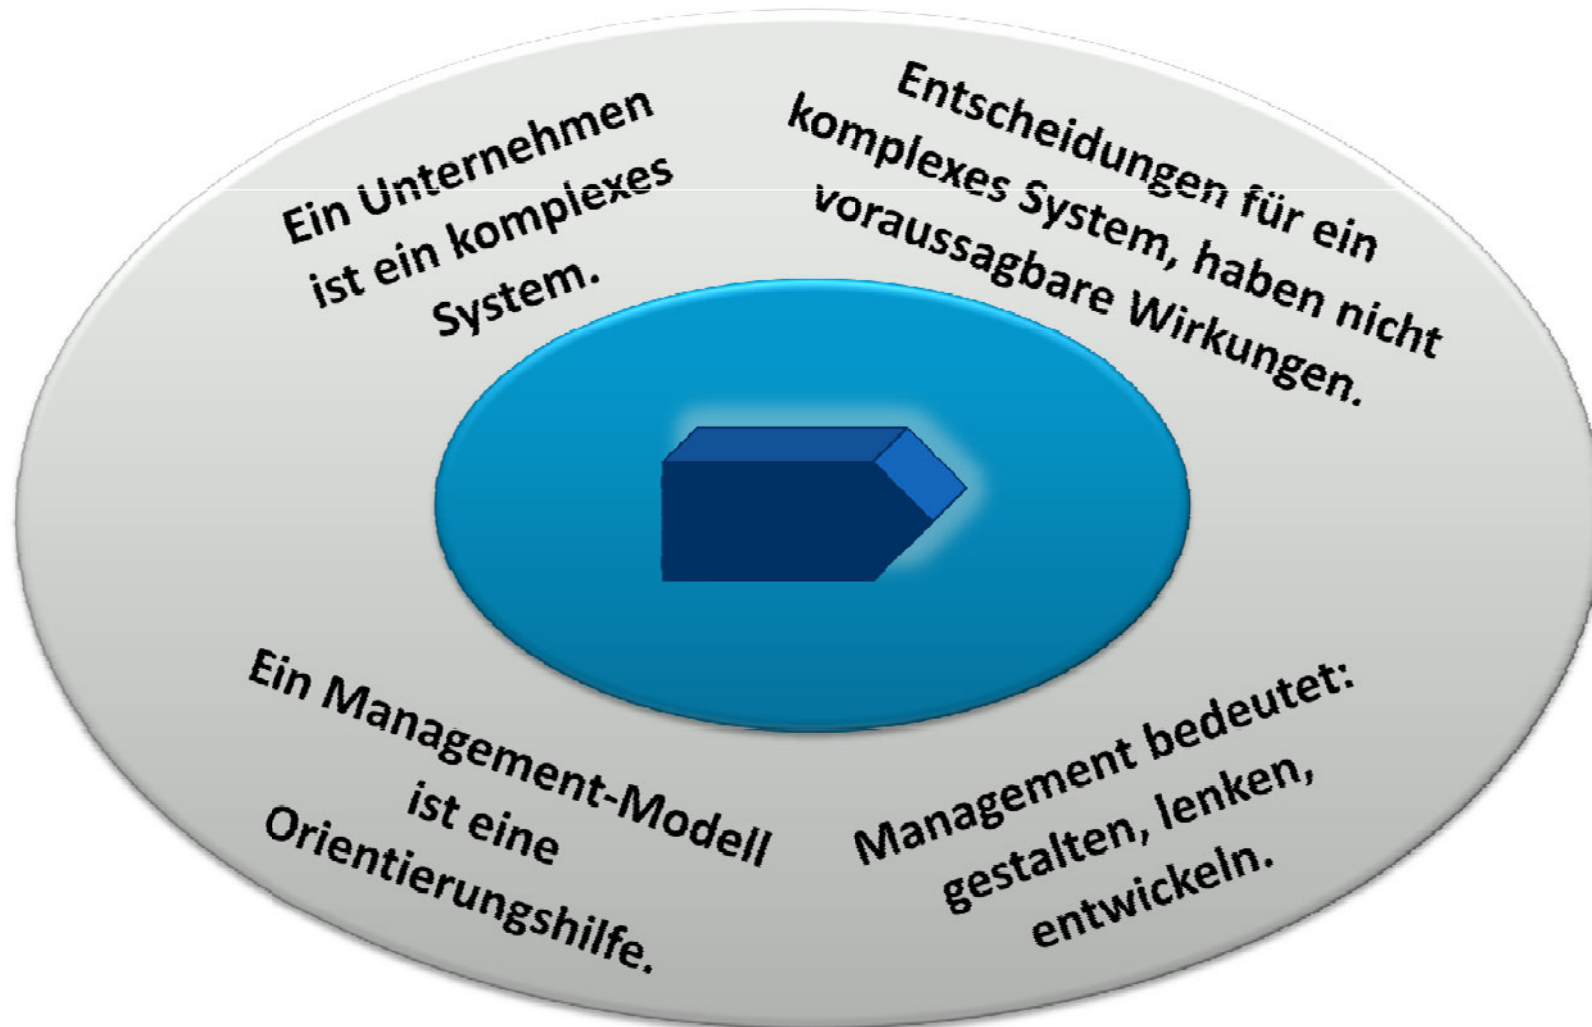 Ein Unternehmen
ist ein komplexes
System.
Entscheidungen für ein
komplexes System, haben nicht
voraussagbare Wirkungen.
Ein Management-Modell
ist eine
Orientierungshilfe.
Management bedeutet:
gestalten, lenken,
entwickeln.